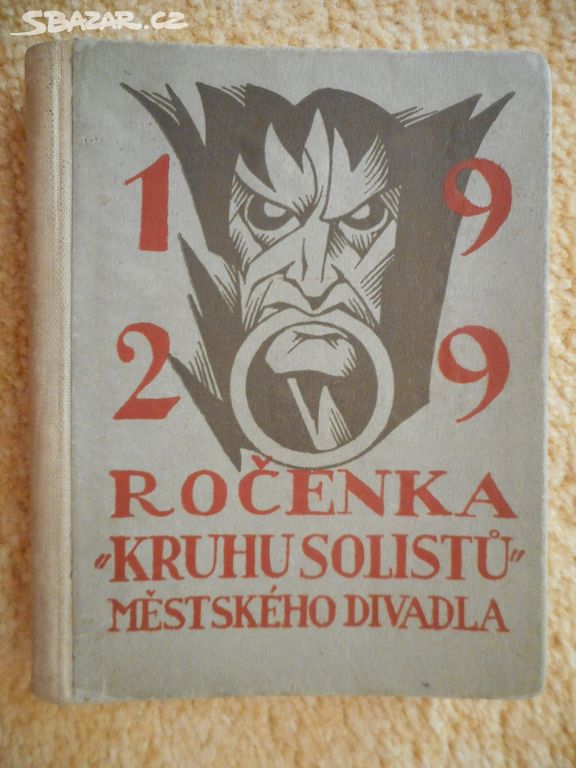 SBAZAR.CZ
1 9
2 9
ROČENKA
„KRUHU SOLISTŮ"
MĚSTSKÉHO DIVADLA